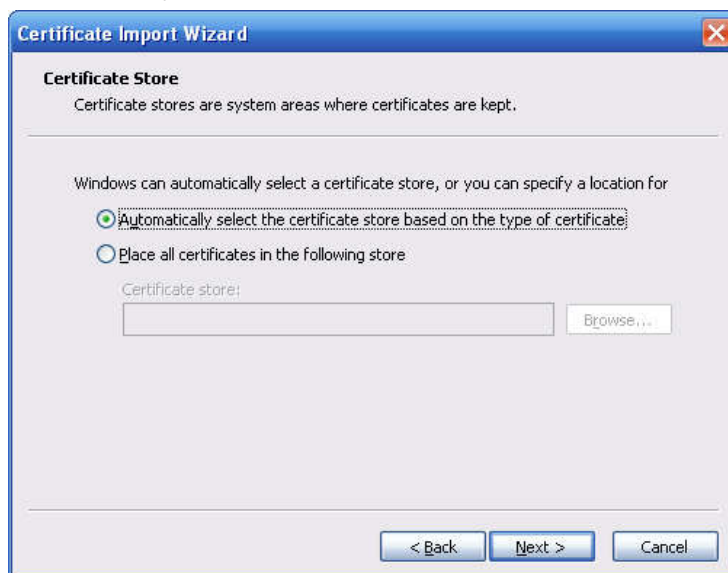 Certificate Import Wizard
Certificate Store
Certificate stores are system areas where certificates are kept.
Windows can automatically select a certificate store, or you can specify a location for
Automatically select the certificate store based on the type of certificate
Place all certificates in the following store
Certificate store:
Browse...
< Back Next > Cancel